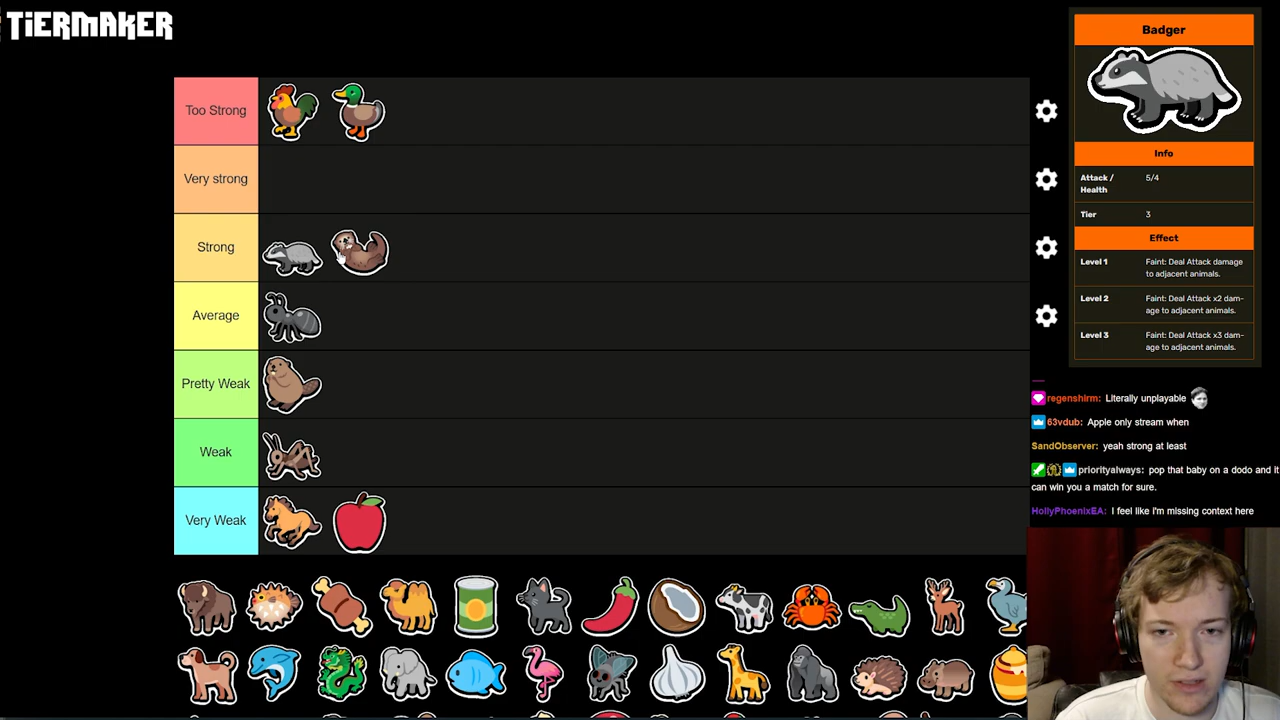 TiERMAKER
Too Strong
Very strong
Strong
Average
Pretty Weak
Weak
Very Weak
Badger
Info
Attack /
Health
5/4
Tier
3
Effect
Level 1
Faint: Deal Attack damage
to adjacent animals.
Level 2
Faint: Deal Attack x2 dam-
age to adjacent animals.
Level 3
Faint: Deal Attack x3 dam-
age to adjacent animals.
regenshirm: Literally unplayable
63vdub: Apple only stream when
SandObserver: yeah strong at least
priorityalways: pop that baby on a dodo and it
can win you a match for sure.
HollyPhoenixEA: I feel like I'm missing context here